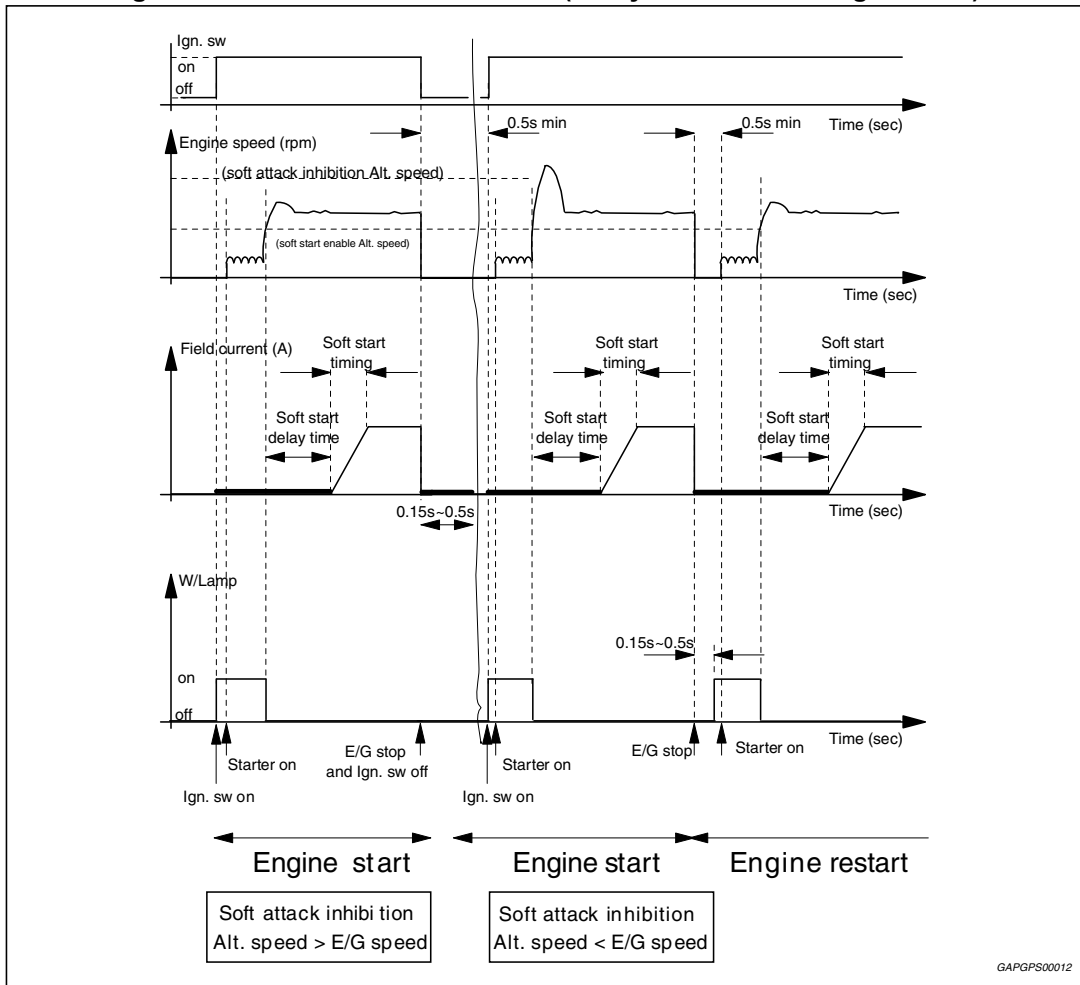 Ign. sw
on
off
0.5s min
0.5s min
Time (sec)
Engine speed (rpm)
(soft attack inhibition Alt. speed)
(soft start enable Alt. speed)
Time (sec)
Field current (A)
Soft start
timing
Soft start
timing
Soft start
timing
Soft start
delay time
Soft start
delay time
Soft start
delay time
Time (sec)
0.15s~0.5s
W/Lamp
0.15s~0.5s
on
off
Time (sec)
Starter on
E/G stop
and Ign. sw off
Starter on
E/G stop
Starter on
Ign. sw on
Ign. sw on
Engine start
Engine start
Engine restart
Soft attack inhibi tion
Alt. speed > E/G speed
Soft attack inhibition
Alt. speed < E/G speed
GAPGPS00012